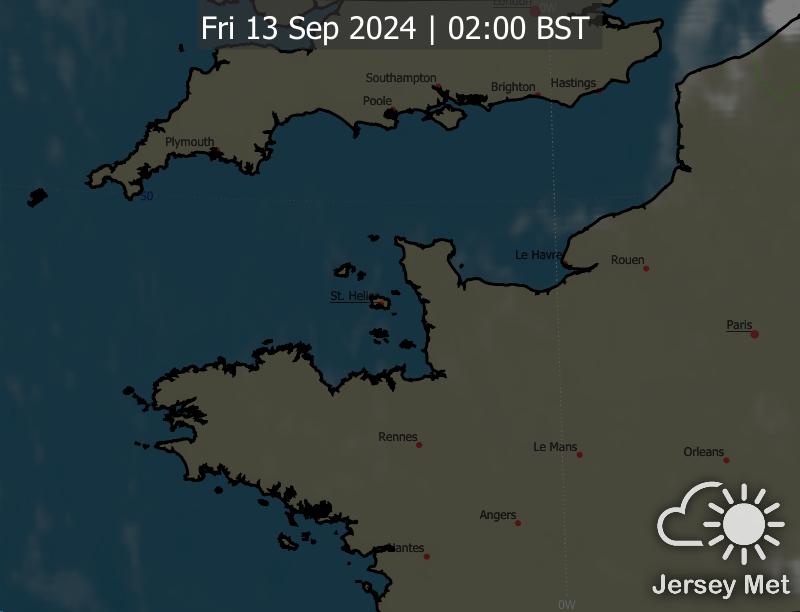 London
0W
Fri 13 Sep 2024 | 02:00 BST
Southampton
Brighton
Hastings
Poole
Plymouth
50
Le Havre
Rouen
St. Helier
Paris
Rennes
Le Mans
Orleans
Angers
Nantes
Jersey Met
0W